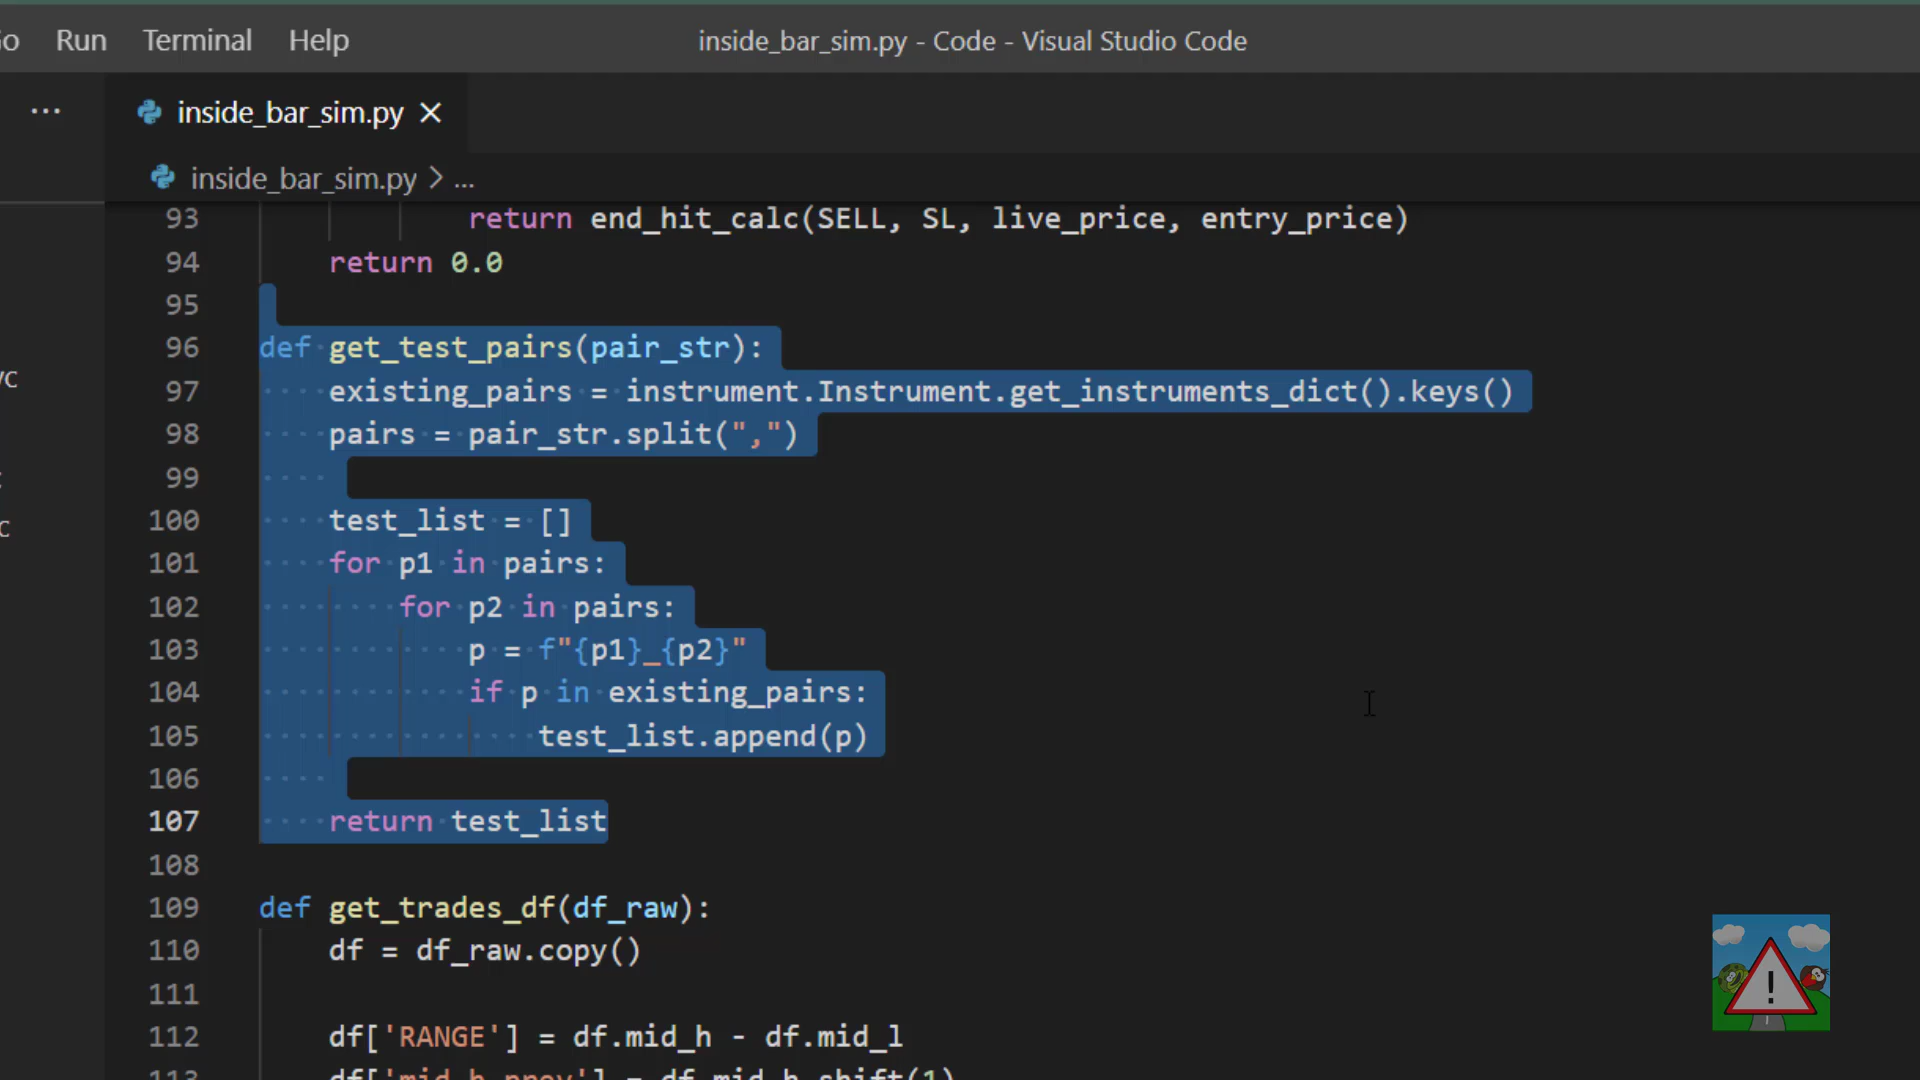 Run Terminal Help inside_bar_sim.py - Code - Visual Studio Code
... inside_bar_sim.py
inside_bar_sim.py > ...
93 return end_hit_calc(SELL, SL, live_price, entry_price)
94 return 0.0
95
96 def get_test_pairs(pair_str):
97 existing_pairs = instrument.Instrument.get_instruments_dict().keys()
98 pairs = pair_str.split(",")
99
100 test_list = []
101 for p1 in pairs:
102 for p2 in pairs:
103 p = f"{p1}_{p2}"
104 if p in existing_pairs:
105 test_list.append(p)
106
107 return test_list
108
109 def get_trades_df(df_raw):
110 df = df_raw.copy()
111
112 df['RANGE'] = df.mid_h - df.mid_l
113 df['mid_h_prev'] = df.mid_h.shift(1)
!